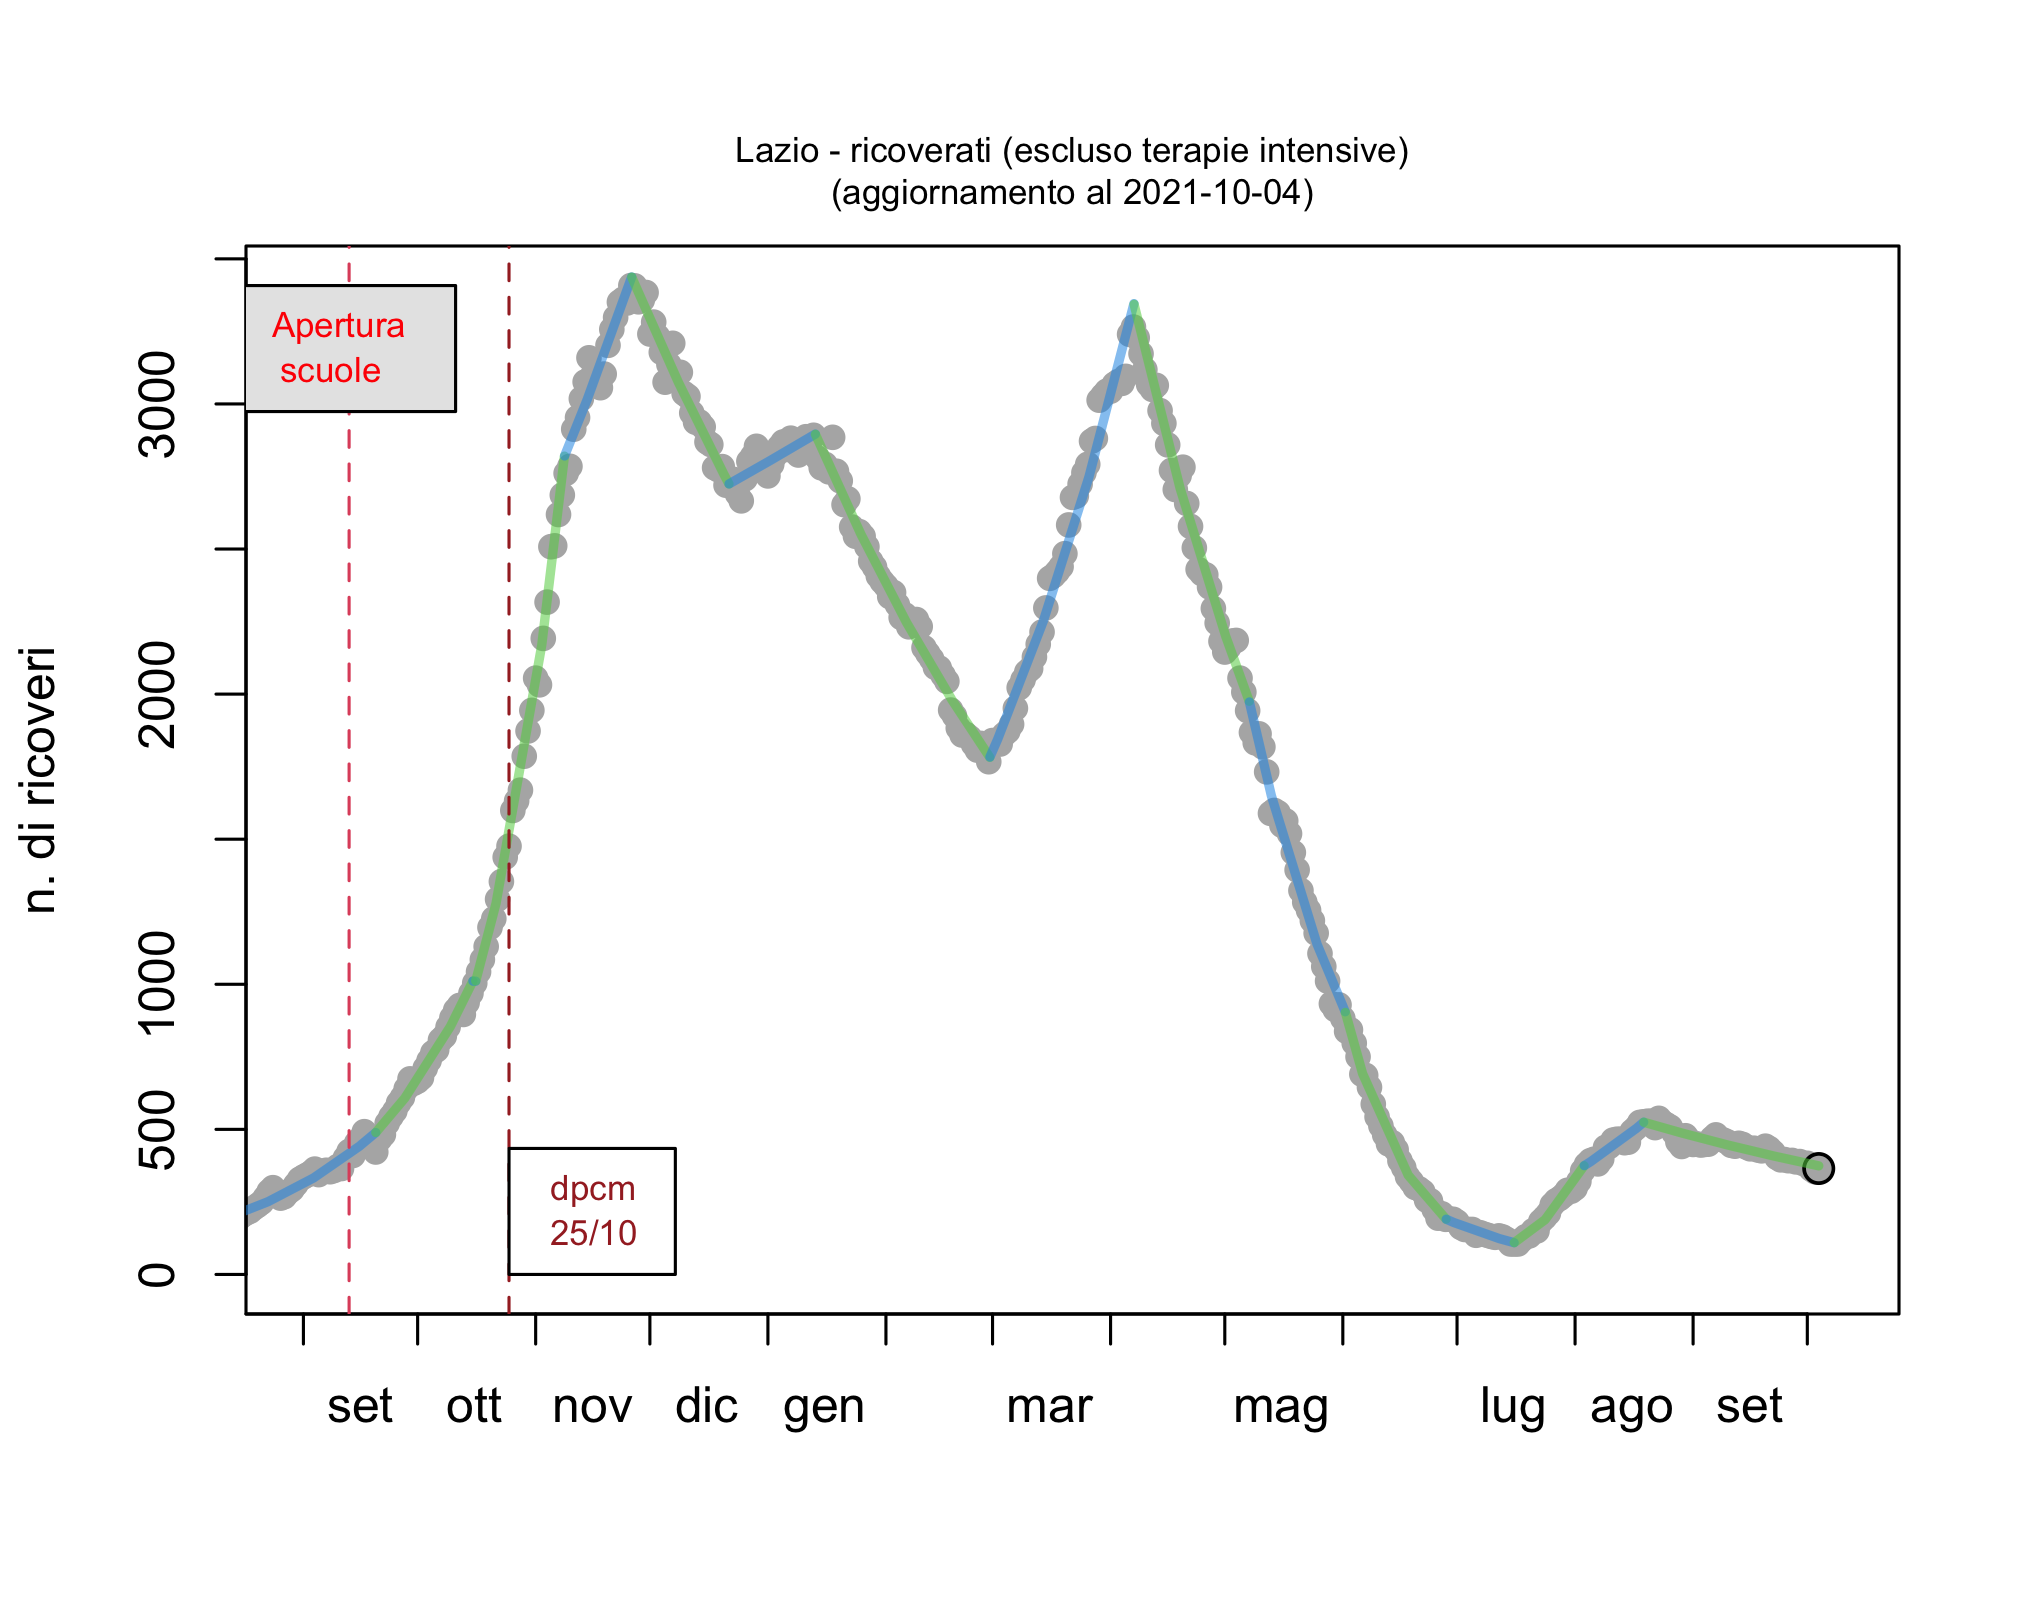 Lazio - ricoverati (escluso terapie intensive)
(aggiornamento al 2021-10-04)
n. di ricoveri
3000
2000
1000
500
0
Apertura
scuole
dpcm
25/10
set ott nov dic gen mar mag lug ago set